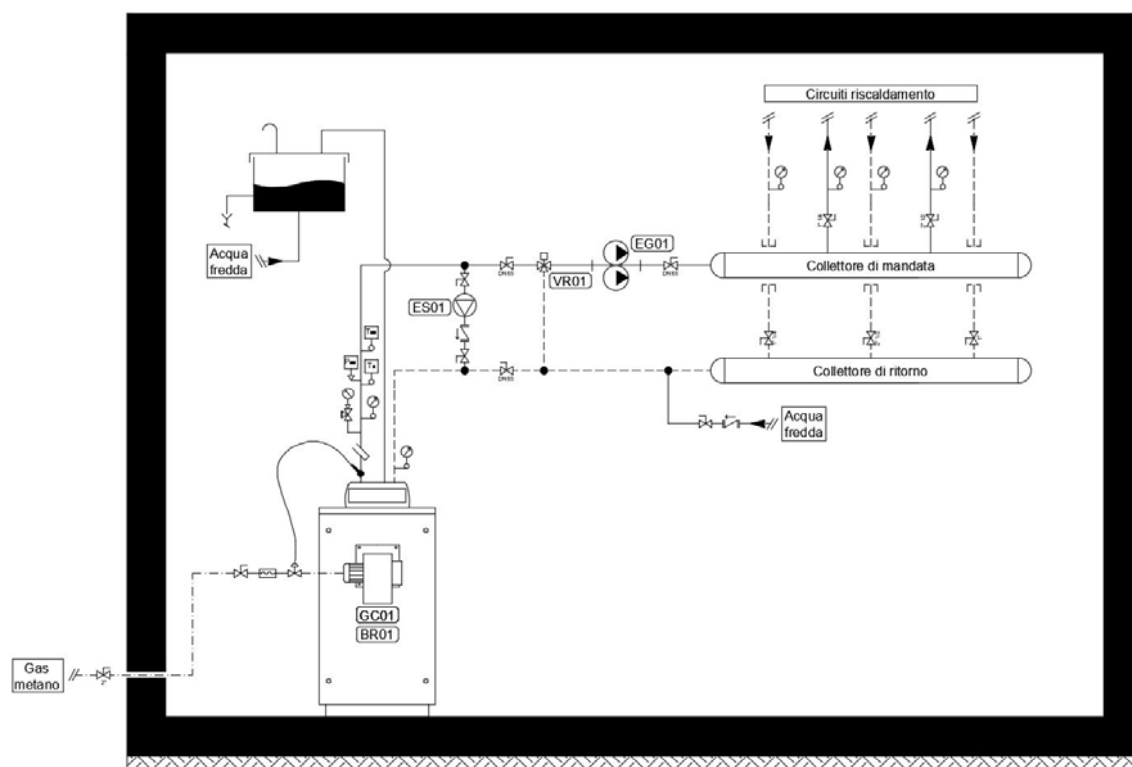 Circuiti riscaldamento
Acqua
fredda
EG01
VR01
DN65
DN65
Collettore di mandata
ES01
DN65
Collettore di ritorno
Acqua
fredda
GC01
BR01
Gas
metano